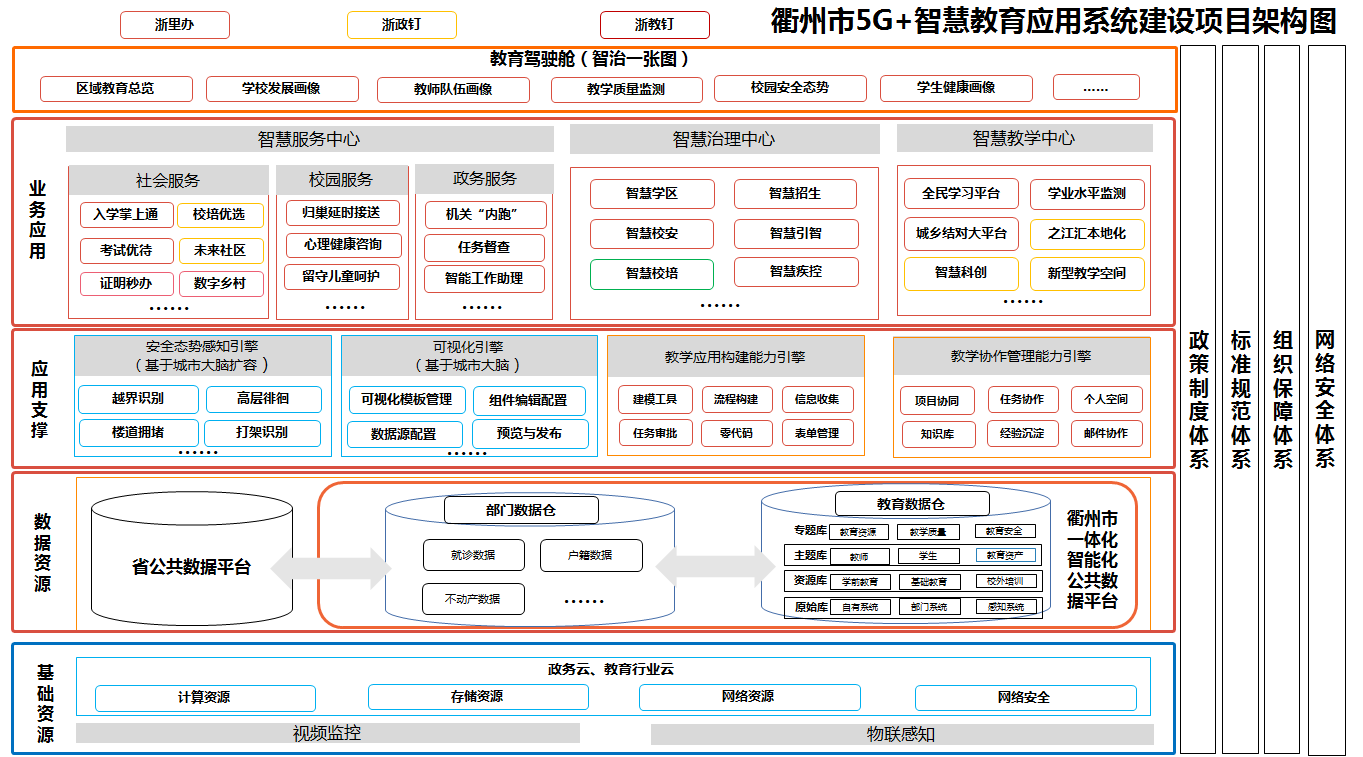 衢州市5G+智慧教育应用系统建设项目架构图
浙里办
浙政钉
浙教钉
教育驾驶舱（智治一张图）
区域教育总览
学校发展画像
教师队伍画像
教学质量监测
校园安全态势
学生健康画像
......
业务应用
智慧服务中心
社会服务
入学掌上通
校培优选
考试优待
未来社区
证明秒办
数字乡村
······
校园服务
归巢延时接送
心理健康咨询
留守儿童呵护
······
政务服务
机关“内跑”
任务督查
智能工作助理
······
智慧治理中心
智慧学区
智慧招生
智慧校安
智慧引智
智慧校培
智慧疾控
······
智慧教学中心
全民学习平台
学业水平监测
城乡结对大平台
之江汇本地化
智慧科创
新型教学空间
······
应用支撑
安全态势感知引擎
（基于城市大脑扩容）
越界识别
高层徘徊
楼道拥堵
打架识别
······
可视化引擎
（基于城市大脑）
可视化模板管理
组件编辑配置
数据源配置
预览与发布
······
教学应用构建能力引擎
建模工具
流程构建
信息收集
任务审批
零代码
表单管理
教学协作管理能力引擎
项目协同
任务协作
个人空间
知识库
经验沉淀
邮件协作
数据资源
省公共数据平台
部门数据仓
就诊数据
户籍数据
不动产数据
······
教育数据仓
专题库
教育资源
教学质量
教育安全
主题库
教师
学生
教育资产
资源库
学前教育
基础教育
校外培训
原始库
自有系统
部门系统
感知系统
衢州市
一体化
智能化
公共数
据平台
基础资源
政务云、教育行业云
计算资源
存储资源
网络资源
网络安全
视频监控
物联感知
政策制度体系
标准规范体系
组织保障体系
网络安全体系